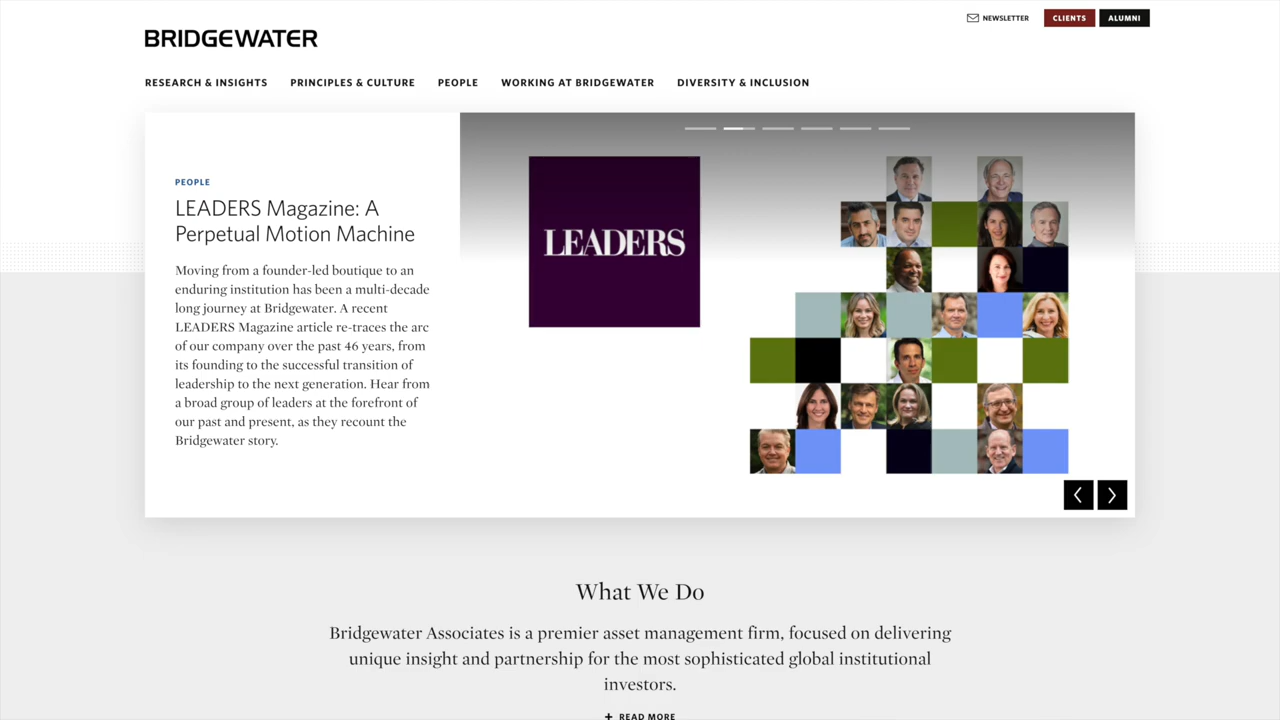 NEWSLETTER
CLIENTS
ALUMNI
BRIDGEWATER
RESEARCH & INSIGHTS
PRINCIPLES & CULTURE
PEOPLE
WORKING AT BRIDGEWATER
DIVERSITY & INCLUSION
PEOPLE
LEADERS Magazine: A
Perpetual Motion Machine
Moving from a founder-led boutique to an
enduring institution has been a multi-decade
long journey at Bridgewater. A recent
LEADERS Magazine article re-traces the arc
of our company over the past 46 years, from
its founding to the successful transition of
leadership to the next generation. Hear from
a broad group of leaders at the forefront of
our past and present, as they recount the
Bridgewater story.
LEADERS
What We Do
Bridgewater Associates is a premier asset management firm, focused on delivering
unique insight and partnership for the most sophisticated global institutional
investors.
+ READ MORE